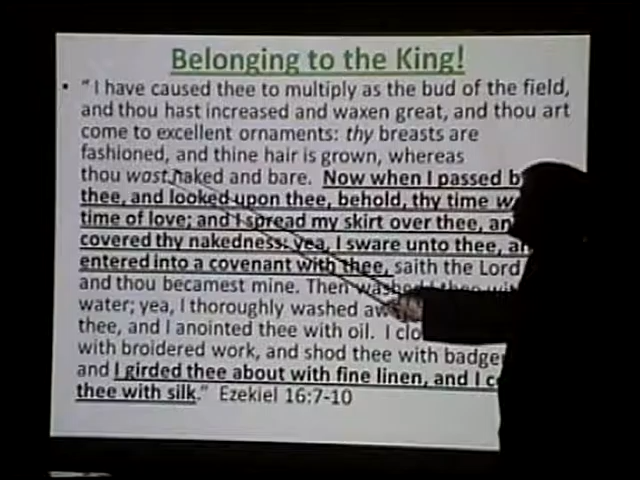 Belonging to the King!
• “ I have caused thee to multiply as the bud of the field,
and thou hast increased and waxen great, and thou art
come to excellent ornaments: thy breasts are
fashioned, and thine hair is grown, whereas
thou wast naked and bare. Now when I passed
thee, and looked upon thee, behold, thy time
time of love; and I spread my skirt over thee,
covered thy nakedness: yea, I sware unto thee,
entered into a covenant with thee, saith the Lord
and thou becamest mine. Then washed I thee
water; yea, I thoroughly washed
thee, and I anointed thee with oil. I
with broidered work, and shod thee with
and I girded thee about with fine linen, and I
thee with silk.” Ezekiel 16:7-10